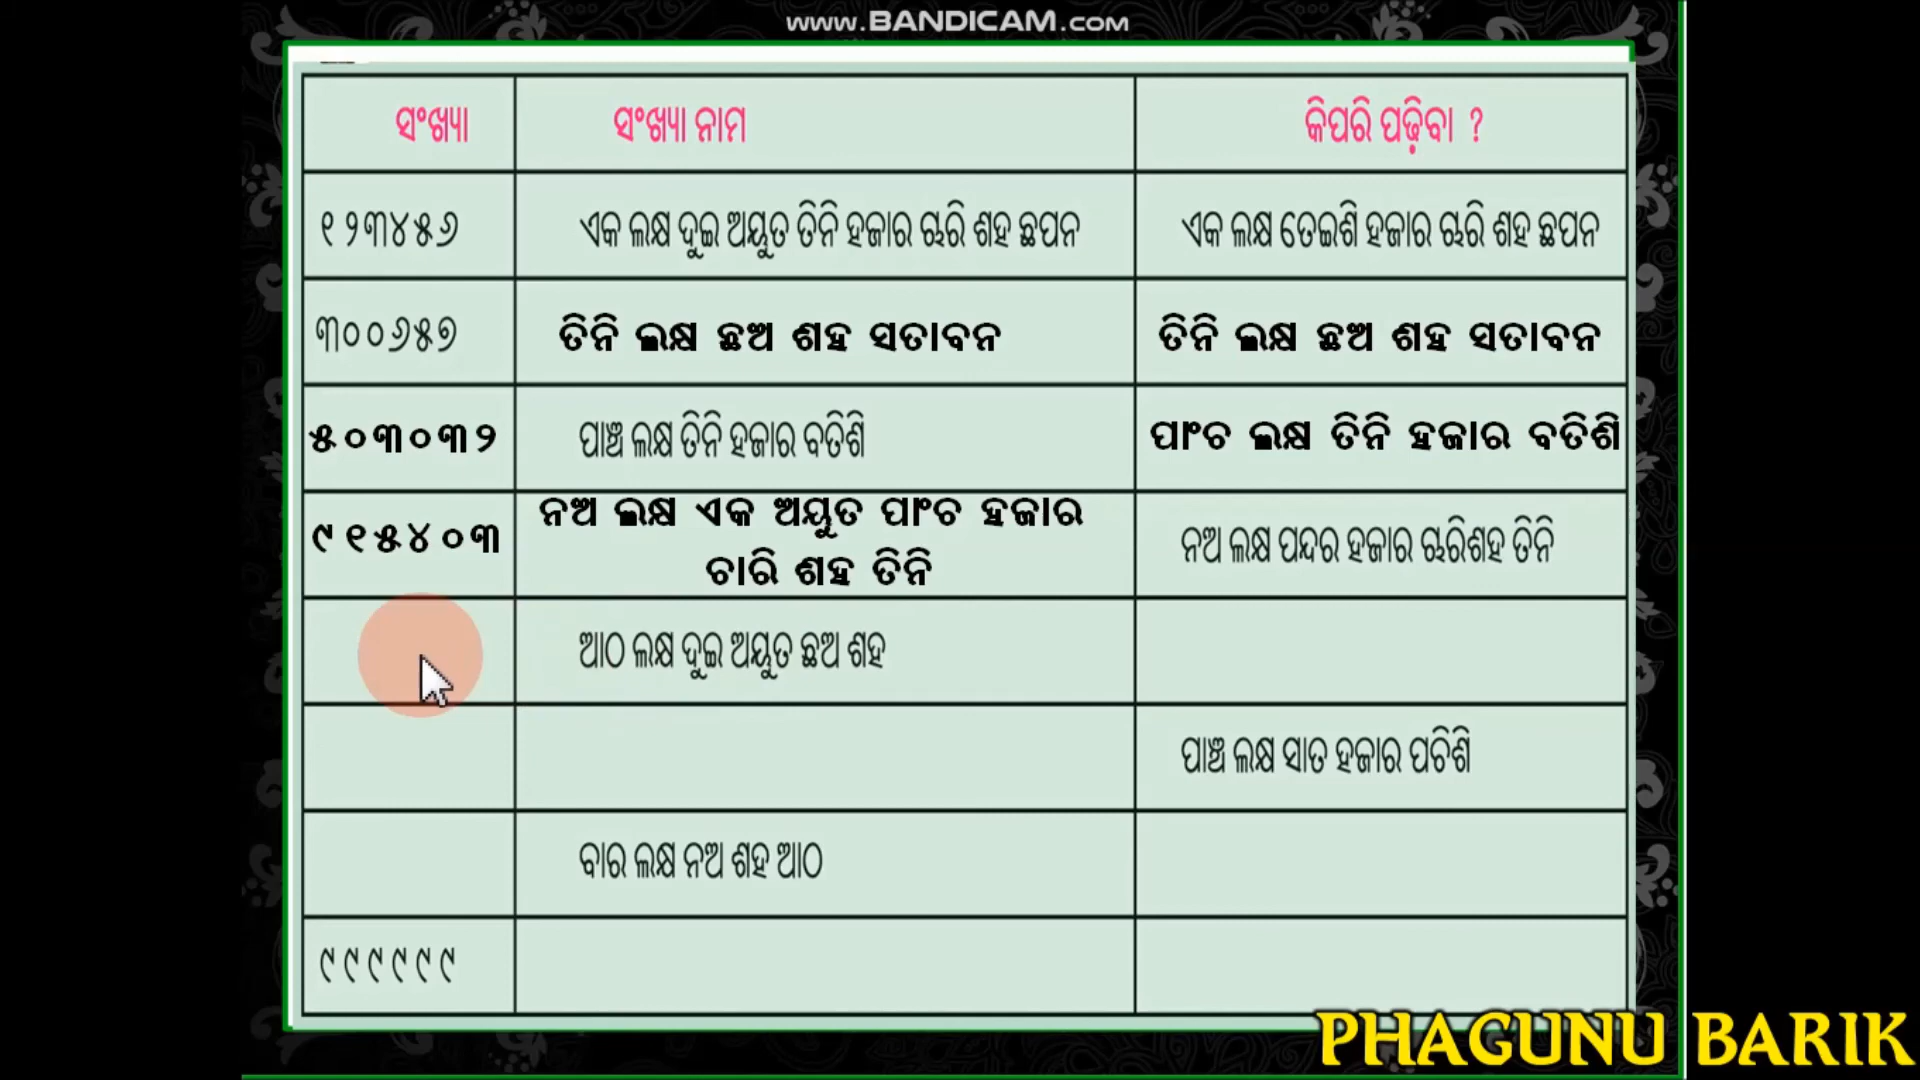 www.BANDICAM.com
ସଂଖ୍ୟା ସଂଖ୍ୟା ନାମ କିପରି ପଢ଼ିବା ?
୧୨୩୪୫୬ ଏକ ଲକ୍ଷ ଦୁଇ ଅୟୁତ ତିନି ହଜାର ଚାରି ଶହ ଛପନ ଏକ ଲକ୍ଷ ତେଇଶି ହଜାର ଚାରି ଶହ ଛପନ
୩୦୦୬୫୭ ତିନି ଲକ୍ଷ ଛଅ ଶହ ସତାବନ ତିନି ଲକ୍ଷ ଛଅ ଶହ ସତାବନ
୫୦୩୦୩୨ ପାଞ୍ଚ ଲକ୍ଷ ତିନି ହଜାର ବତିଶି ପାଂଚ ଲକ୍ଷ ତିନି ହଜାର ବତିଶି
୯୧୫୪୦୩ ନଅ ଲକ୍ଷ ଏକ ଅୟୁତ ପାଂଚ ହଜାର
ଚାରି ଶହ ତିନି ନଅ ଲକ୍ଷ ପନ୍ଦର ହଜାର ଚାରିଶହ ତିନି
ଆଠ ଲକ୍ଷ ଦୁଇ ଅୟୁତ ଛଅ ଶହ
ପାଞ୍ଚ ଲକ୍ଷ ସାତ ହଜାର ପଚିଶି
ବାର ଲକ୍ଷ ନଅ ଶହ ଆଠ
୯୯୯୯୯୯
PHAGUNU BARIK